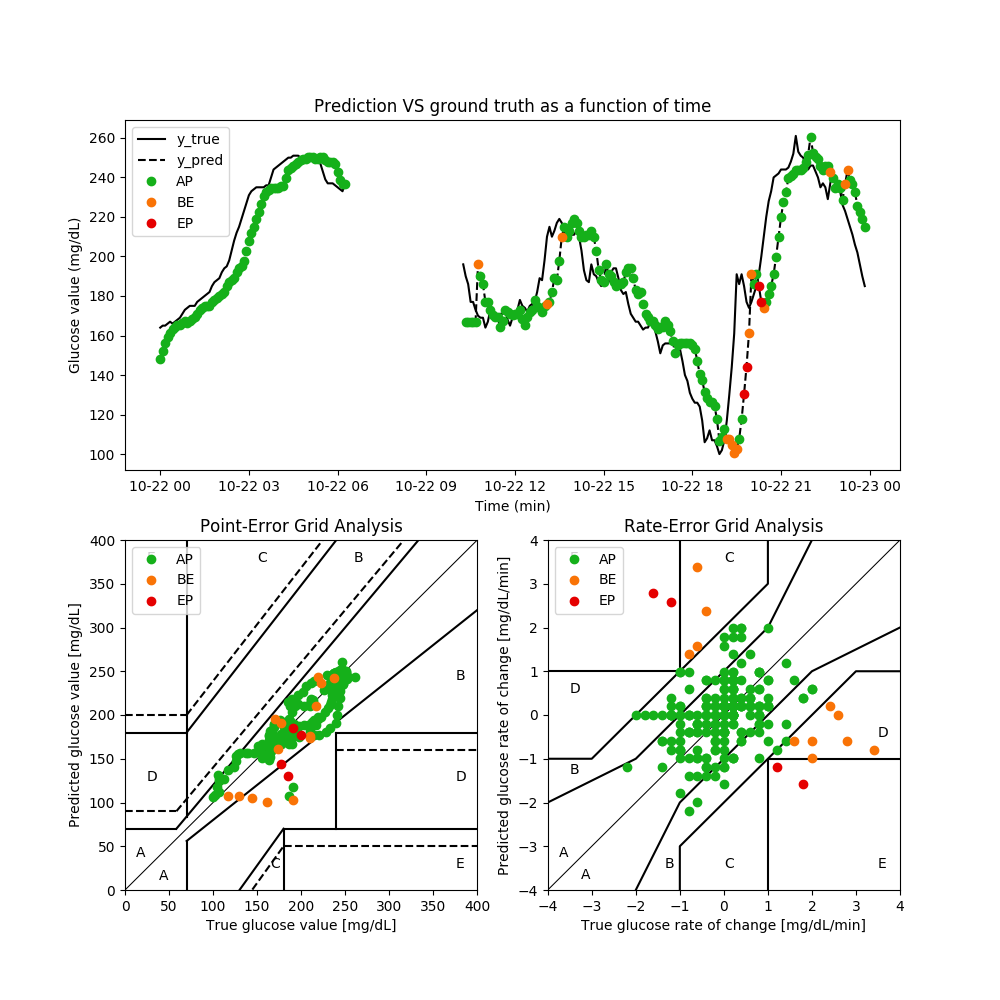 Prediction VS ground truth as a function of time
Glucose value (mg/dL)
260
240
220
200
180
160
140
120
100
y_true
y_pred
AP
BE
EP
10-22 00
10-22 03
10-22 06
10-22 09
10-22 12
10-22 15
10-22 18
10-22 21
10-23 00
Time (min)
Point-Error Grid Analysis
Predicted glucose value [mg/dL]
400
350
300
250
200
150
100
50
0
AP
BE
EP
C
B
B
D
D
A
A
C
E
0
50
100
150
200
250
300
350
400
True glucose value [mg/dL]
Rate-Error Grid Analysis
Predicted glucose rate of change [mg/dL/min]
4
3
2
1
0
−1
−2
−3
−4
AP
BE
EP
C
D
D
B
A
A
B
C
E
−4
−3
−2
−1
0
1
2
3
4
True glucose rate of change [mg/dL/min]